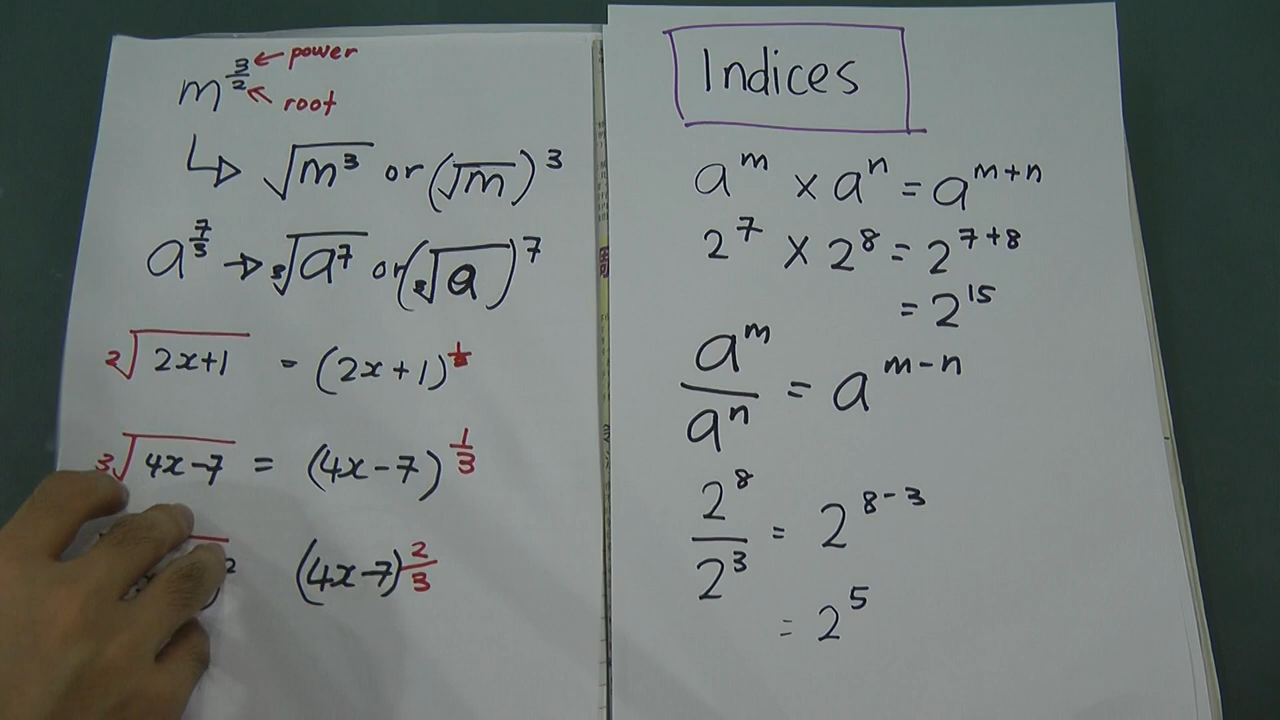 m^(3/2) ← power
← root
↳ √(m³) or (√m)³
a^(7/3) → ³√(a⁷) or (³√a)⁷
²√(2x+1) = (2x+1)^(1/2)
³√(4x-7) = (4x-7)^(1/3)
² (4x-7)^(2/3)
Indices
a^m × a^n = a^(m+n)
2^7 × 2^8 = 2^(7+8)
= 2^15
a^m / a^n = a^(m-n)
2^8 / 2^3 = 2^(8-3)
= 2^5